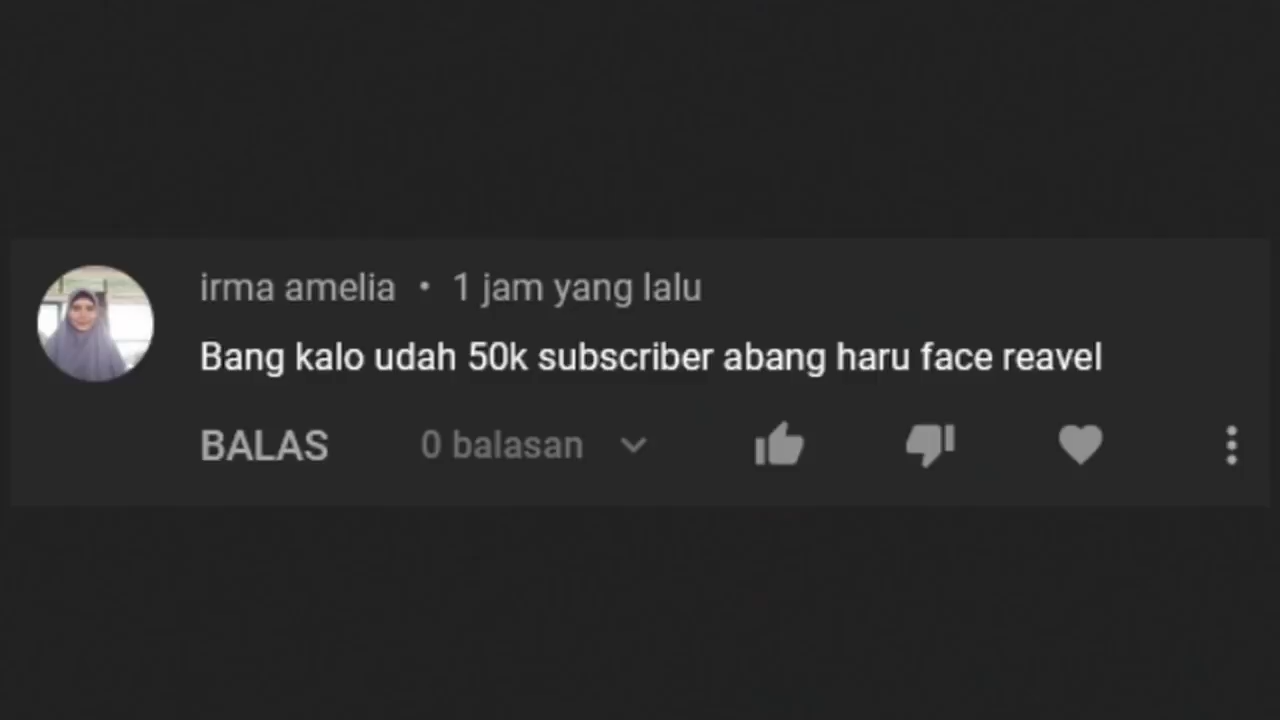 irma amelia • 1 jam yang lalu
Bang kalo udah 50k subscriber abang haru face reavel
BALAS 0 balasan